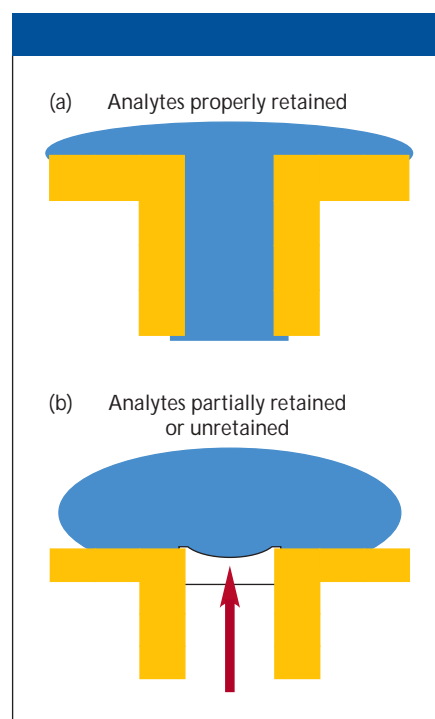 (a) Analytes properly retained
(b) Analytes partially retained
or unretained